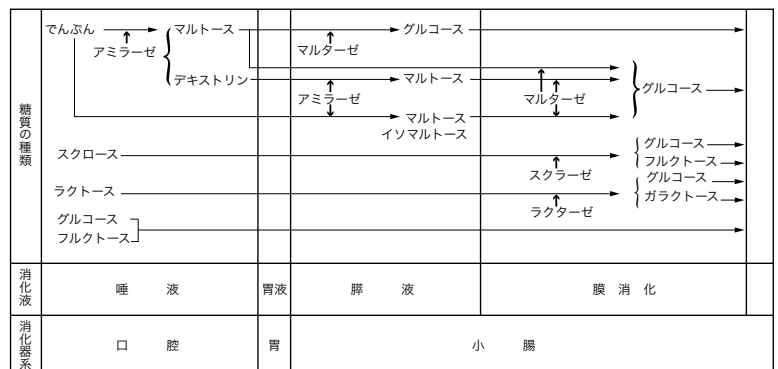 でんぷん
マルトース
グルコース
アミラーゼ
マルターゼ
デキストリン
マルトース
アミラーゼ
マルターゼ
グルコース
マルトース
イソマルトース
糖質の種類
スクロース
グルコース
フルクトース
スクラーゼ
ラクトース
グルコース
ガラクトース
ラクターゼ
グルコース
フルクトース
消化液
唾液
胃液
膵液
膜消化
消化器系
口腔
胃
小腸